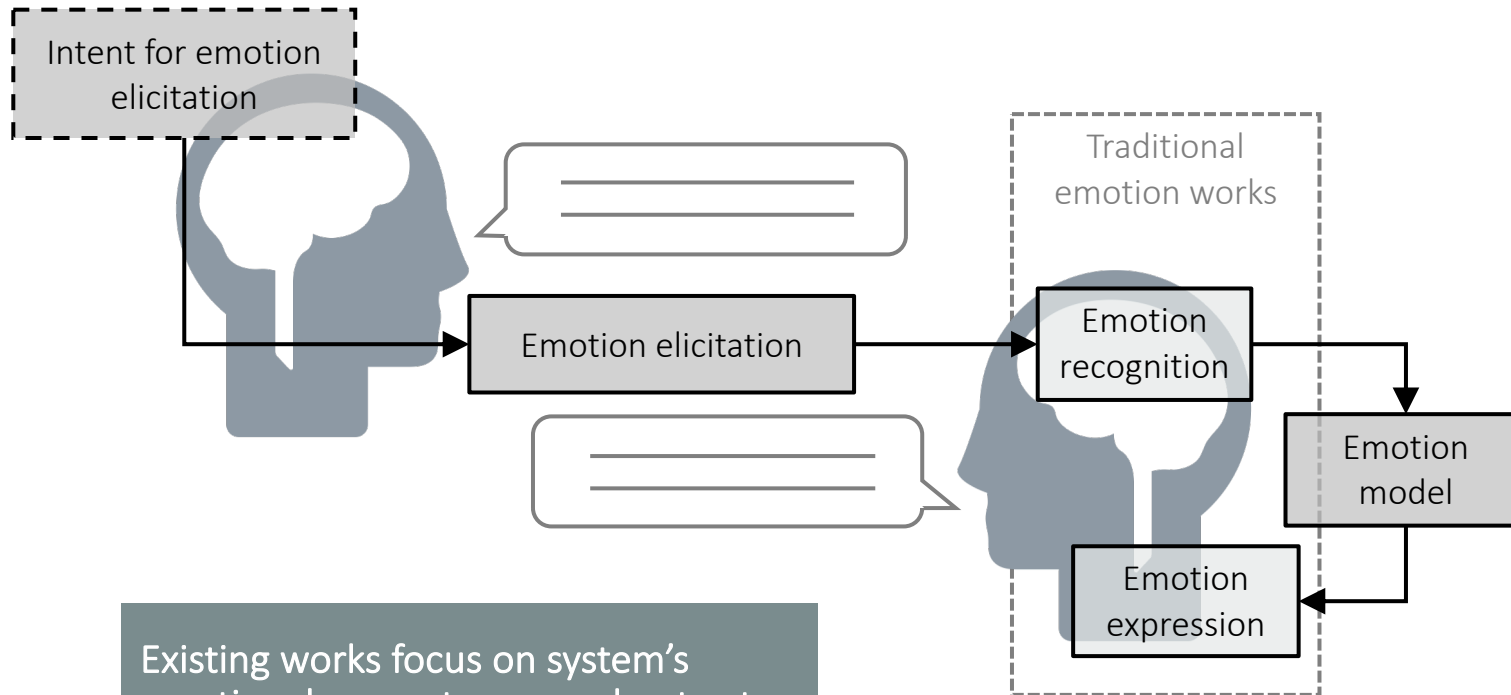 Intent for emotion
elicitation
Traditional
emotion works
Emotion elicitation
Emotion
recognition
Emotion
model
Emotion
expression
Existing works focus on system's